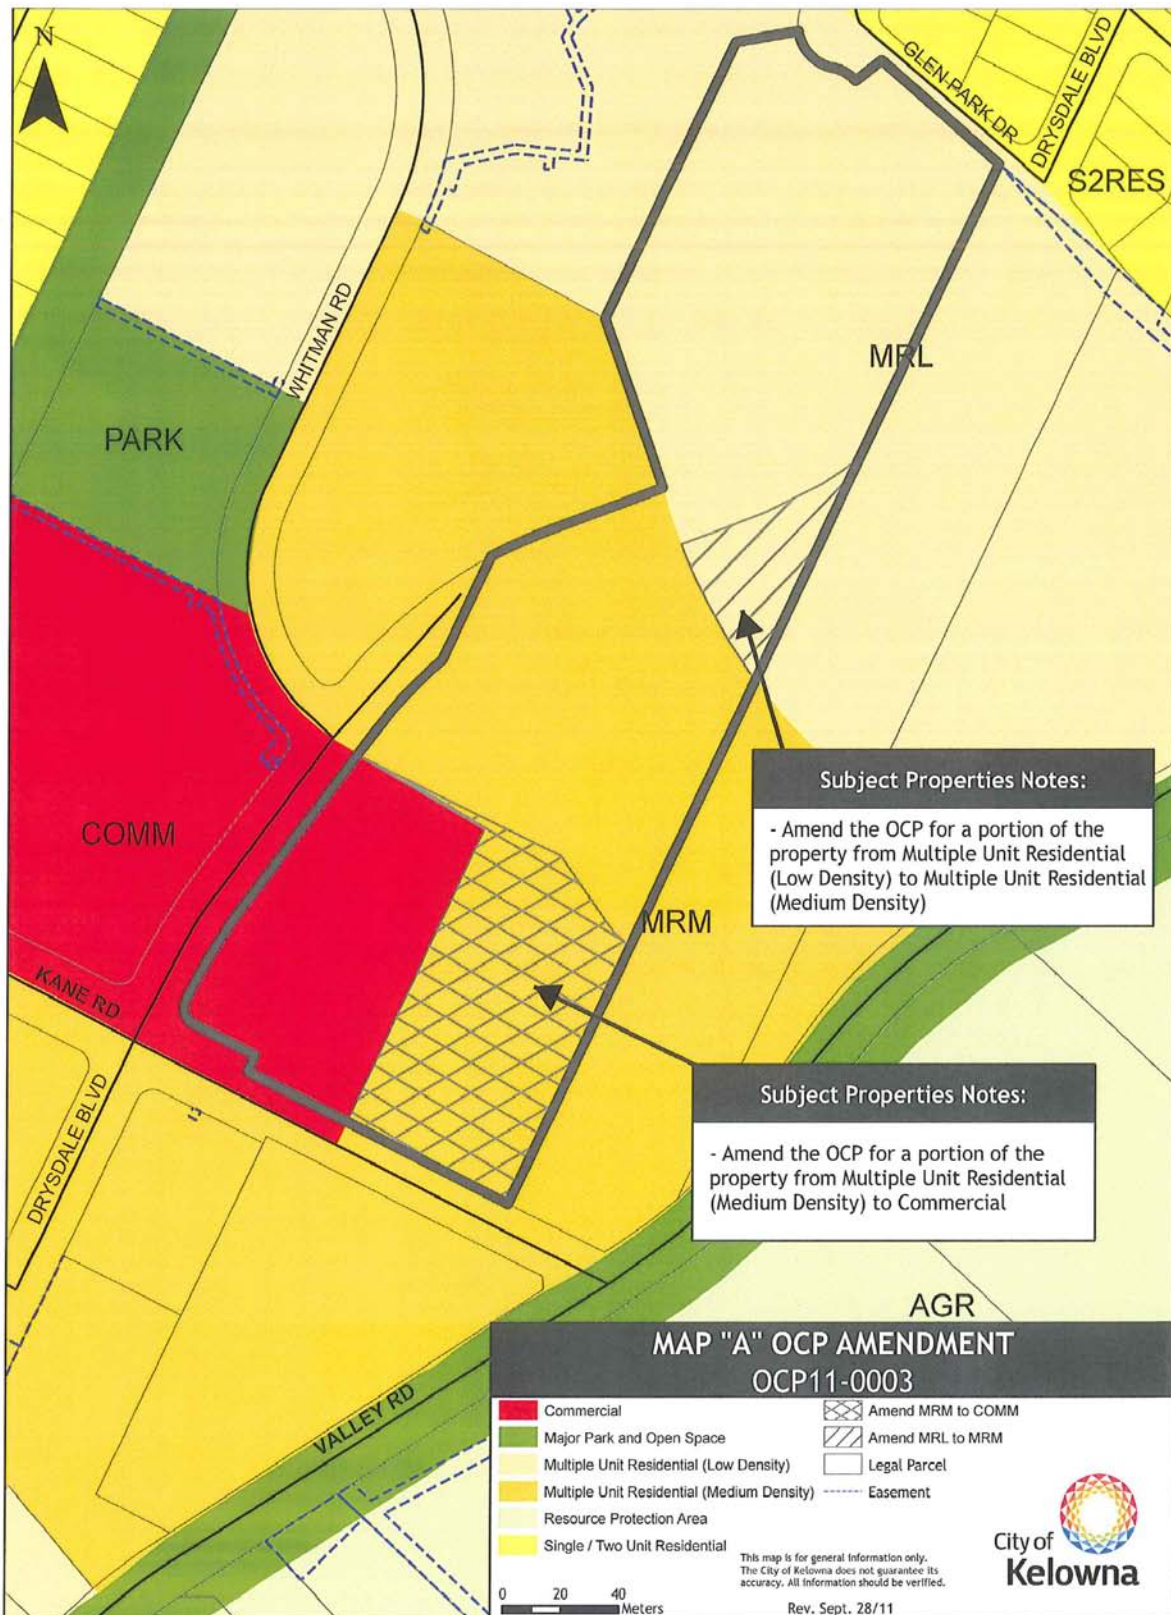 N
GLEN-PARK-DR
DRYSDALE BLVD
S2RES
WHITMAN RD
MRL
PARK
COMM
Subject Properties Notes:
- Amend the OCP for a portion of the
property from Multiple Unit Residential
(Low Density) to Multiple Unit Residential
(Medium Density)
MRM
KANE RD
DRYSDALE BLVD
Subject Properties Notes:
- Amend the OCP for a portion of the
property from Multiple Unit Residential
(Medium Density) to Commercial
AGR
VALLEY RD
MAP "A" OCP AMENDMENT
OCP11-0003
Commercial
Major Park and Open Space
Multiple Unit Residential (Low Density)
Multiple Unit Residential (Medium Density)
Resource Protection Area
Single / Two Unit Residential
Amend MRM to COMM
Amend MRL to MRM
Legal Parcel
Easement
This map is for general information only.
The City of Kelowna does not guarantee its
accuracy. All information should be verified.
0 20 40
Meters
Rev. Sept. 28/11
City of
Kelowna